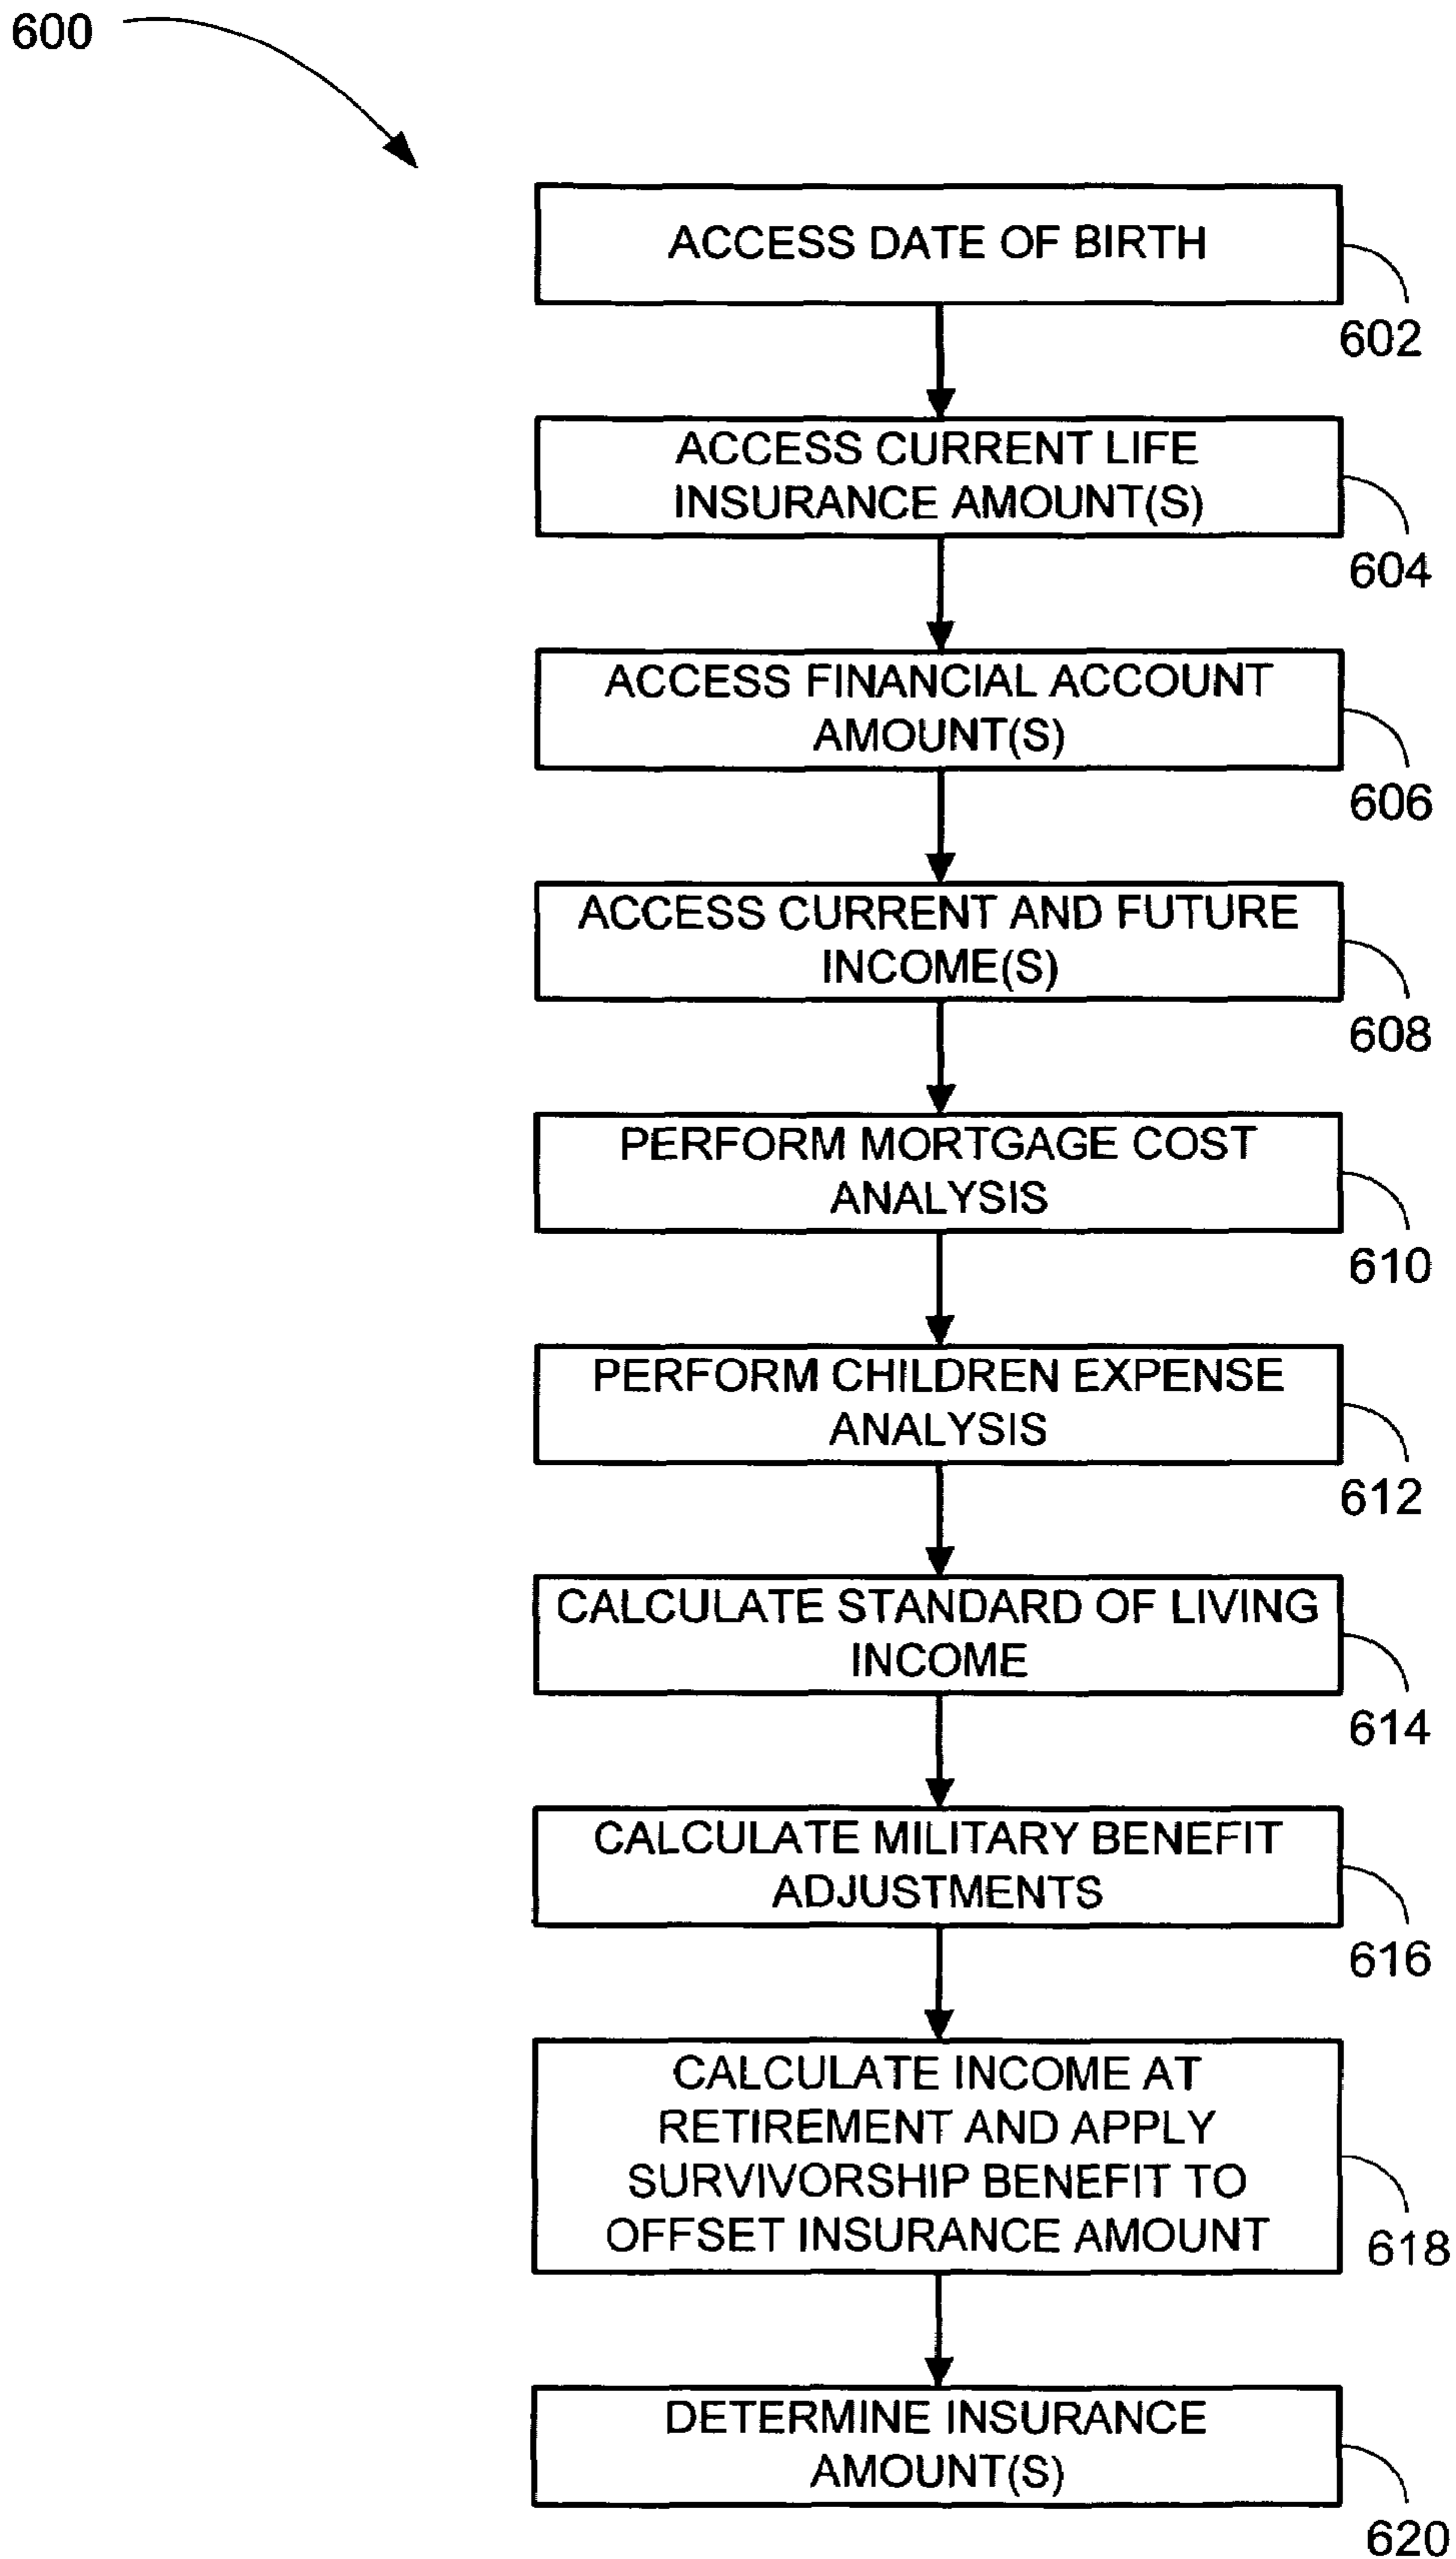 600
ACCESS DATE OF BIRTH
602
ACCESS CURRENT LIFE
INSURANCE AMOUNT(S)
604
ACCESS FINANCIAL ACCOUNT
AMOUNT(S)
606
ACCESS CURRENT AND FUTURE
INCOME(S)
608
PERFORM MORTGAGE COST
ANALYSIS
610
PERFORM CHILDREN EXPENSE
ANALYSIS
612
CALCULATE STANDARD OF LIVING
INCOME
614
CALCULATE MILITARY BENEFIT
ADJUSTMENTS
616
CALCULATE INCOME AT
RETIREMENT AND APPLY
SURVIVORSHIP BENEFIT TO
OFFSET INSURANCE AMOUNT
618
DETERMINE INSURANCE
AMOUNT(S)
620